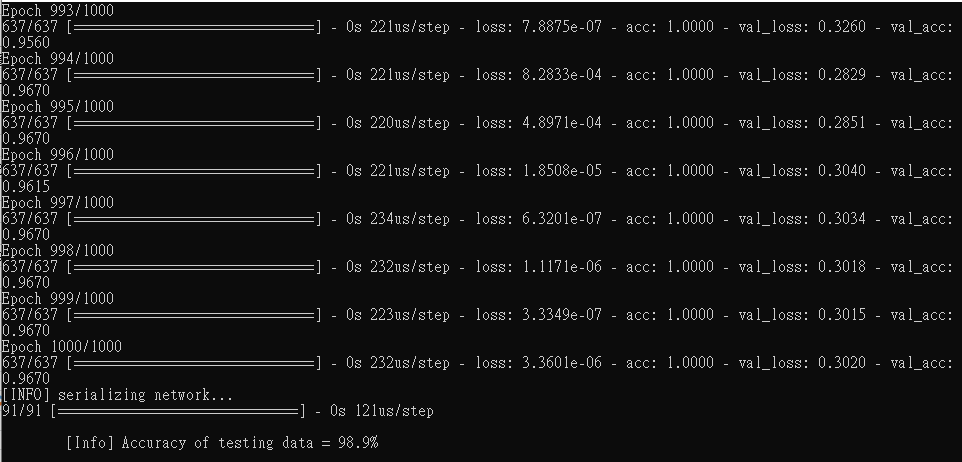 Epoch 993/1000
637/637 [==============================] - 0s 221us/step - loss: 7.8875e-07 - acc: 1.0000 - val_loss: 0.3260 - val_acc:
0.9560
Epoch 994/1000
637/637 [==============================] - 0s 221us/step - loss: 8.2833e-04 - acc: 1.0000 - val_loss: 0.2829 - val_acc:
0.9670
Epoch 995/1000
637/637 [==============================] - 0s 220us/step - loss: 4.8971e-04 - acc: 1.0000 - val_loss: 0.2851 - val_acc:
0.9670
Epoch 996/1000
637/637 [==============================] - 0s 221us/step - loss: 1.8508e-05 - acc: 1.0000 - val_loss: 0.3040 - val_acc:
0.9615
Epoch 997/1000
637/637 [==============================] - 0s 234us/step - loss: 6.3201e-07 - acc: 1.0000 - val_loss: 0.3034 - val_acc:
0.9670
Epoch 998/1000
637/637 [==============================] - 0s 232us/step - loss: 1.1171e-06 - acc: 1.0000 - val_loss: 0.3018 - val_acc:
0.9670
Epoch 999/1000
637/637 [==============================] - 0s 223us/step - loss: 3.3349e-07 - acc: 1.0000 - val_loss: 0.3015 - val_acc:
0.9670
Epoch 1000/1000
637/637 [==============================] - 0s 232us/step - loss: 3.3601e-06 - acc: 1.0000 - val_loss: 0.3020 - val_acc:
0.9670
[INFO] serializing network...
91/91 [==============================] - 0s 121us/step
[Info] Accuracy of testing data = 98.9%